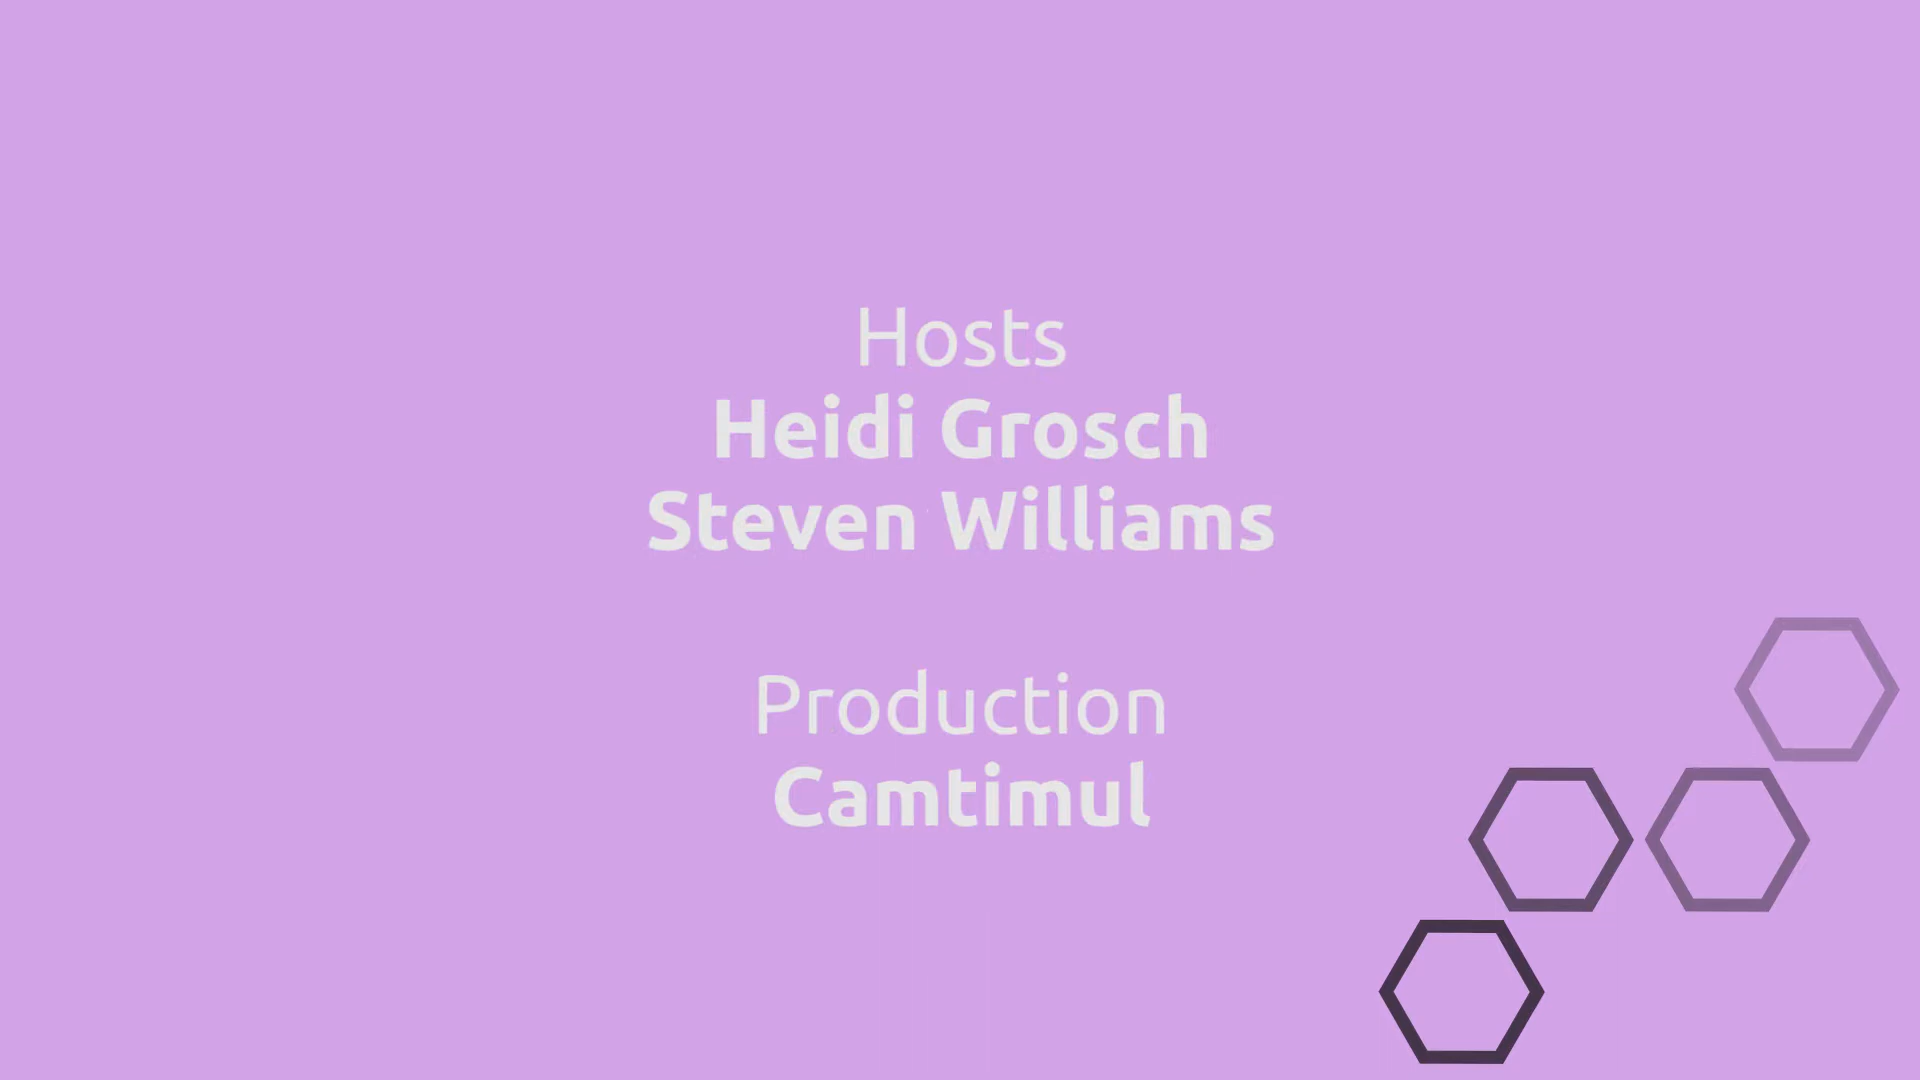 Hosts
Heidi Grosch
Steven Williams
Production
Camtimul